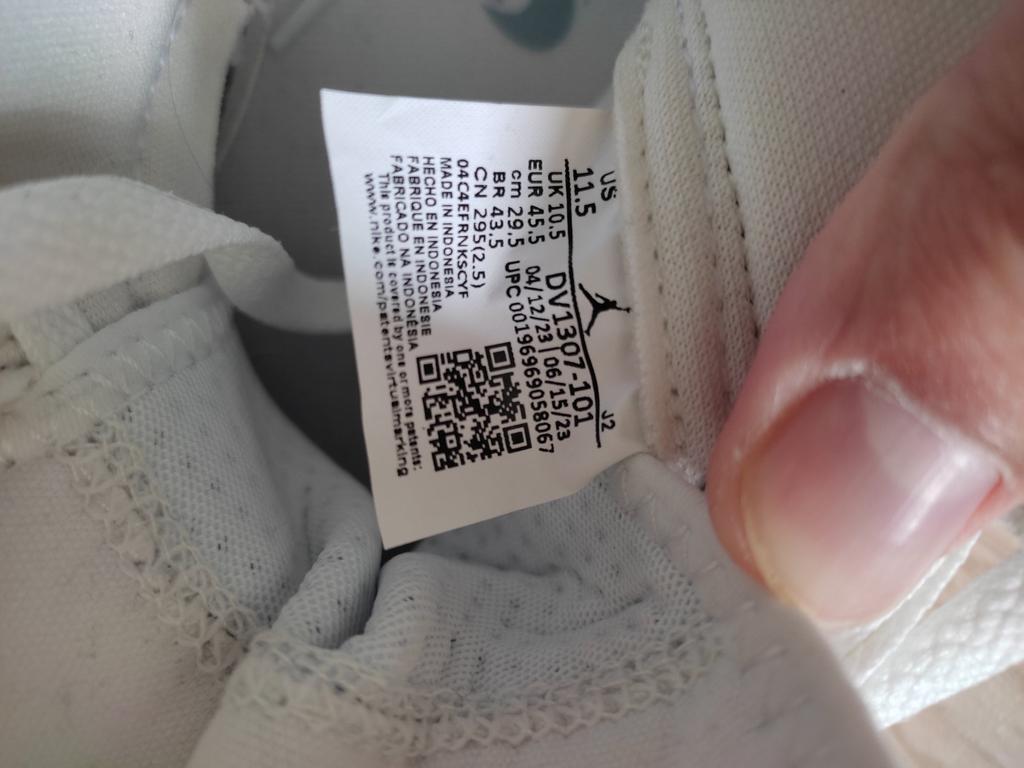 US
11.5 J2
UK 10.5 DV1307 101
EUR 45,5 04/12/23 | 06/15/23
cm 29,5 UPC 00196969058067
BR 43.5
CN 295(2.5)
04C4EFRNKSCYF
MADE IN INDONESIA
HECHO EN INDONESIA
FABRIQUE EN INDONESIE
FABRICADO NA INDONÉSIA
This product is covered by one or more patents:
www.nike.com/patentsvirtualmarking